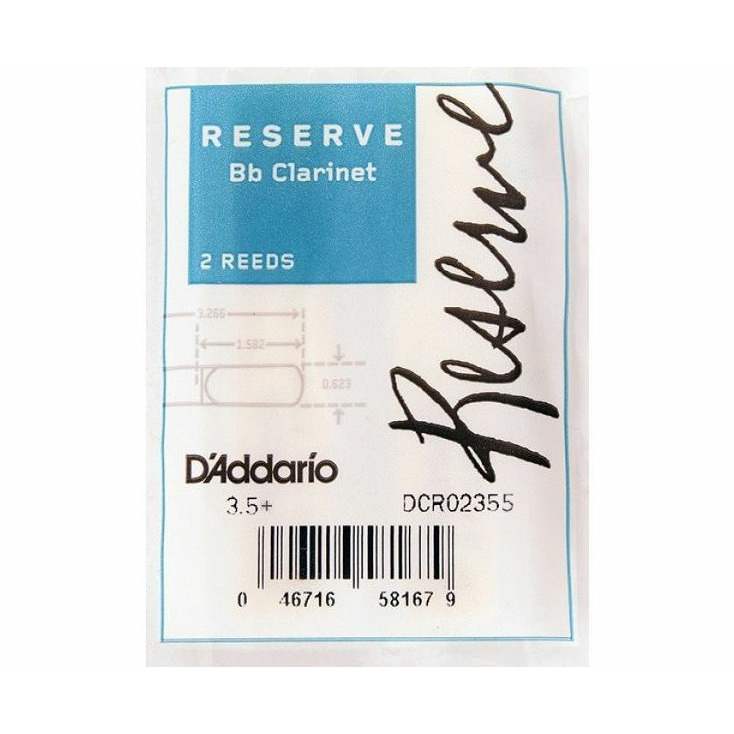 RESERVE
Bb Clarinet
2 REEDS
Reserve
3.266
1.582
0.623
D'Addario
3.5+ DCR02355
0 46716 58167 9